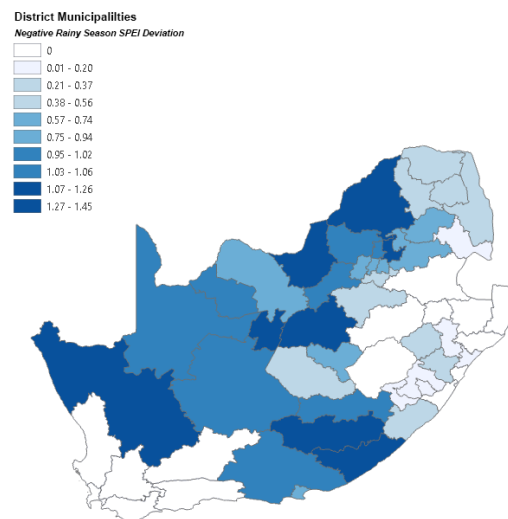 District Municipalilties
Negative Rainy Season SPEI Deviation
0
0.01 - 0.20
0.21 - 0.37
0.38 - 0.56
0.57 - 0.74
0.75 - 0.94
0.95 - 1.02
1.03 - 1.06
1.07 - 1.26
1.27 - 1.45